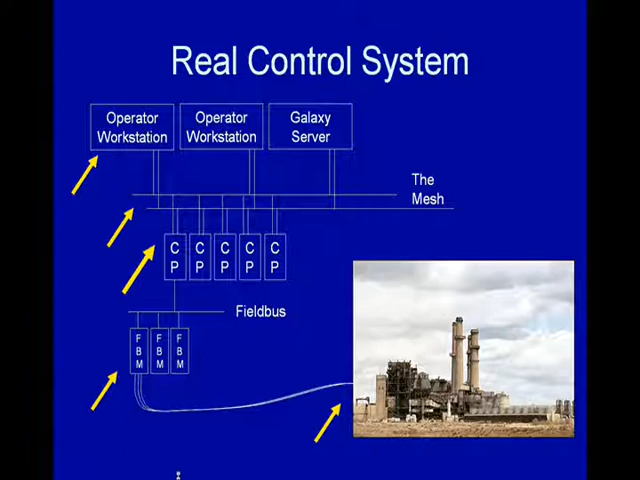 Real Control System
Operator
Workstation
Operator
Workstation
Galaxy
Server
The
Mesh
C
P
C
P
C
P
C
P
C
P
Fieldbus
F
B
M
F
B
M
F
B
M